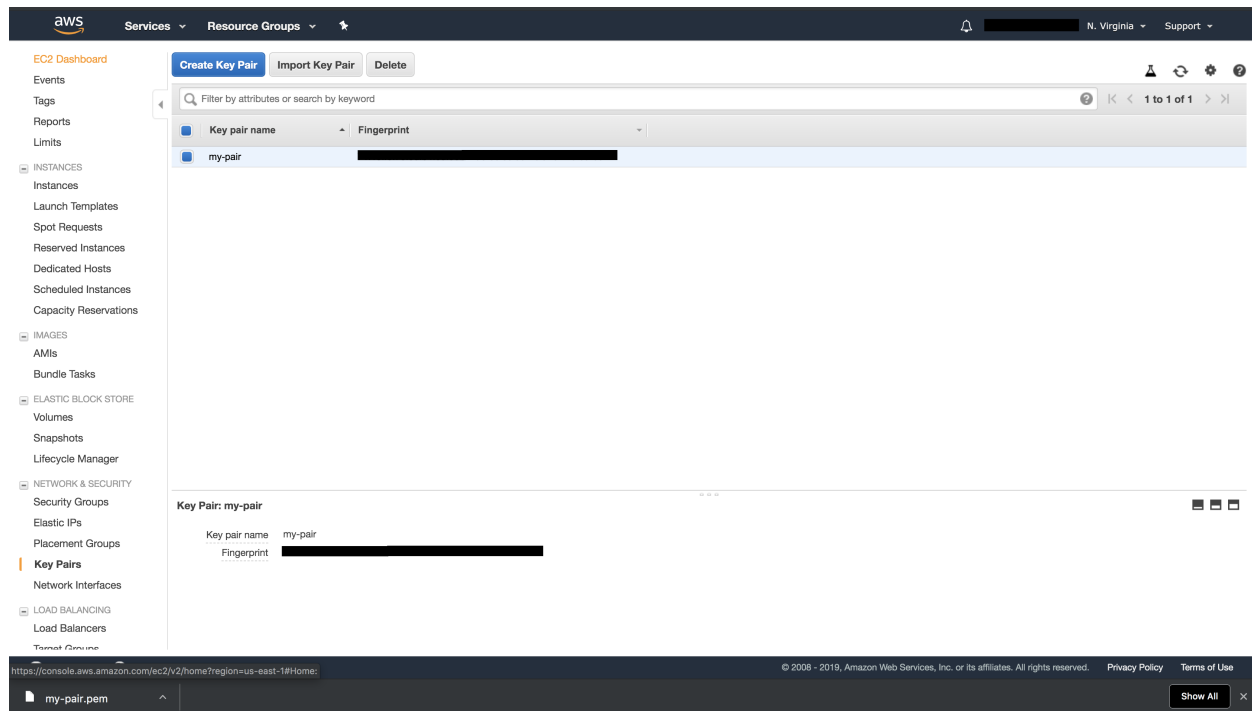 aws Services Resource Groups N. Virginia Support
EC2 Dashboard
Events
Tags
Reports
Limits
INSTANCES
Instances
Launch Templates
Spot Requests
Reserved Instances
Dedicated Hosts
Scheduled Instances
Capacity Reservations
IMAGES
AMIs
Bundle Tasks
ELASTIC BLOCK STORE
Volumes
Snapshots
Lifecycle Manager
NETWORK & SECURITY
Security Groups
Elastic IPs
Placement Groups
Key Pairs
Network Interfaces
LOAD BALANCING
Load Balancers
Target Groups
Create Key Pair Import Key Pair Delete
Filter by attributes or search by keyword
1 to 1 of 1
Key pair name Fingerprint
my-pair
Key Pair: my-pair
Key pair name my-pair
Fingerprint
https://console.aws.amazon.com/ec2/v2/home?region=us-east-1#Home:
© 2008 - 2019, Amazon Web Services, Inc. or its affiliates. All rights reserved. Privacy Policy Terms of Use
my-pair.pem
Show All